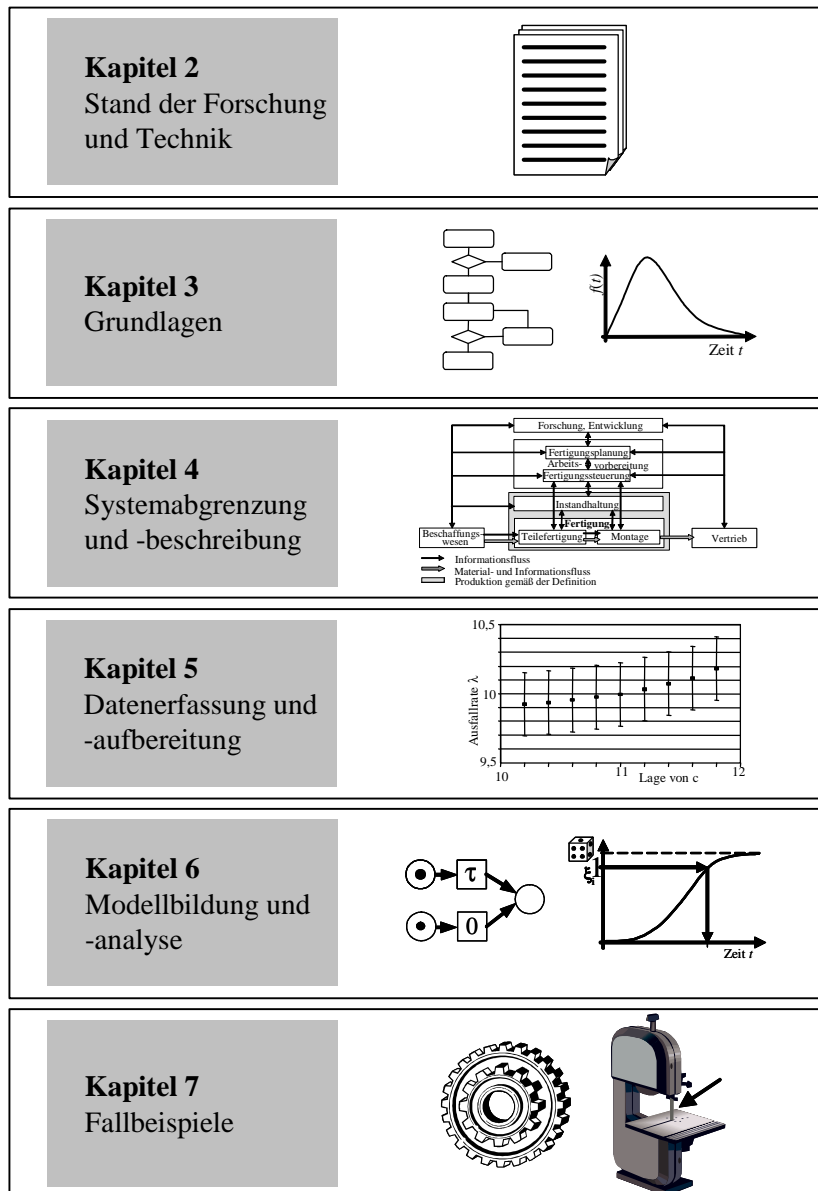 Kapitel 2
Stand der Forschung
und Technik
Kapitel 3
Grundlagen
f(t)
Zeit t
Kapitel 4
Systemabgrenzung
und -beschreibung
Forschung, Entwicklung
Fertigungsplanung
Arbeits- vorbereitung
Fertigungssteuerung
Instandhaltung
Fertigung
Beschaffungs-
wesen
Teilefertigung
Montage
Vertrieb
Informationsfluss
Material- und Informationsfluss
Produktion gemäß der Definition
Kapitel 5
Datenerfassung und
-aufbereitung
Ausfallrate λ
10,5
10
9,5
10
11
12
Lage von c
Kapitel 6
Modellbildung und
-analyse
τ
0
1
Zeit t
Kapitel 7
Fallbeispiele